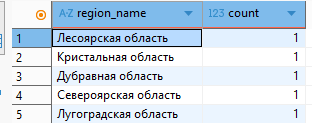 A-Z region_name 123 count
1 Лесоярская область 1
2 Кристальная область 1
3 Дубравная область 1
4 Североярская область 1
5 Лугоградская область 1